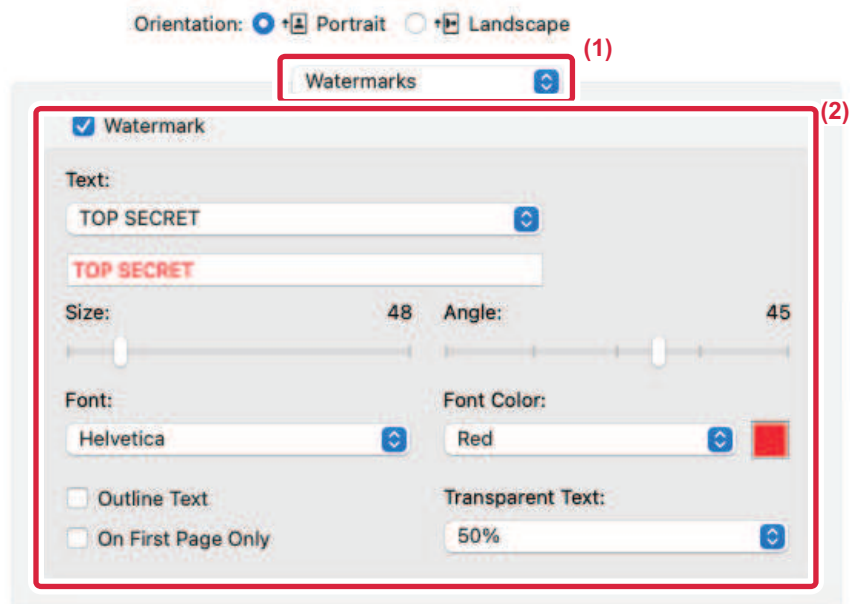 Orientation: Portrait Landscape
(1)
Watermarks
(2)
Watermark
Text:
TOP SECRET
TOP SECRET
Size: 48 Angle: 45
Font: Font Color:
Helvetica Red
Outline Text Transparent Text:
On First Page Only 50%